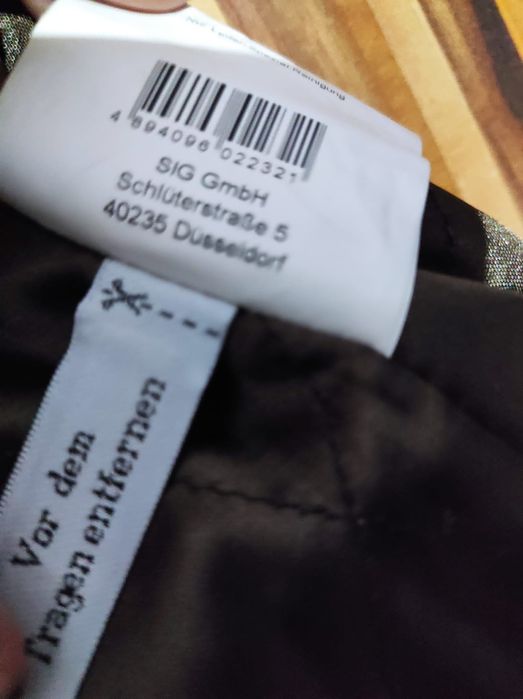 4 894096 022321
SIG GmbH
Schlüterstraße 5
40235 Düsseldorf
Vor dem
Tragen entfernen